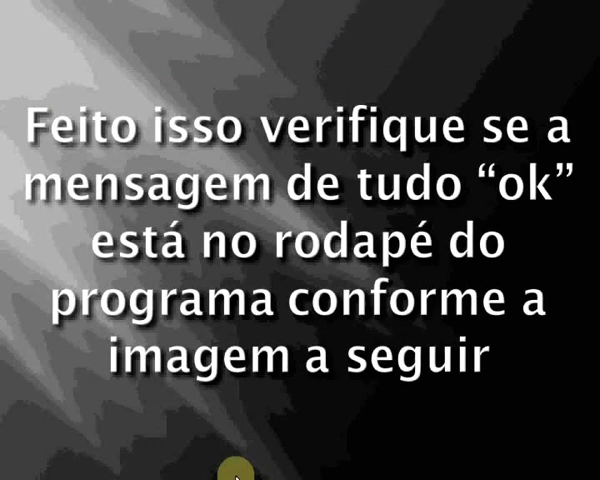 Feito isso verifique se a
mensagem de tudo “ok”
está no rodapé do
programa conforme a
imagem a seguir